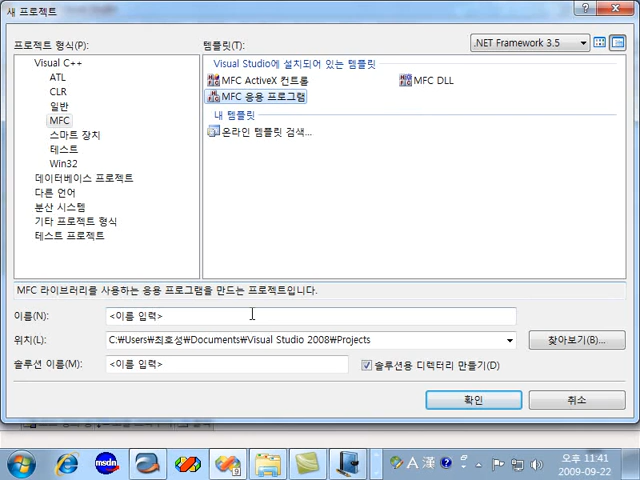 새 프로젝트
프로젝트 형식(P):
템플릿(T):
.NET Framework 3.5
Visual C++
ATL
CLR
일반
MFC
스마트 장치
테스트
Win32
데이터베이스 프로젝트
다른 언어
분산 시스템
기타 프로젝트 형식
테스트 프로젝트
Visual Studio에 설치되어 있는 템플릿
MFC ActiveX 컨트롤
MFC DLL
MFC 응용 프로그램
내 템플릿
온라인 템플릿 검색...
MFC 라이브러리를 사용하는 응용 프로그램을 만드는 프로젝트입니다.
이름(N):
<이름 입력>
위치(L):
C:₩Users₩최호성₩Documents₩Visual Studio 2008₩Projects
찾아보기(B)...
솔루션 이름(M):
<이름 입력>
솔루션용 디렉터리 만들기(D)
확인
취소
msdn
9
A 漢
오후 11:41
2009-09-22